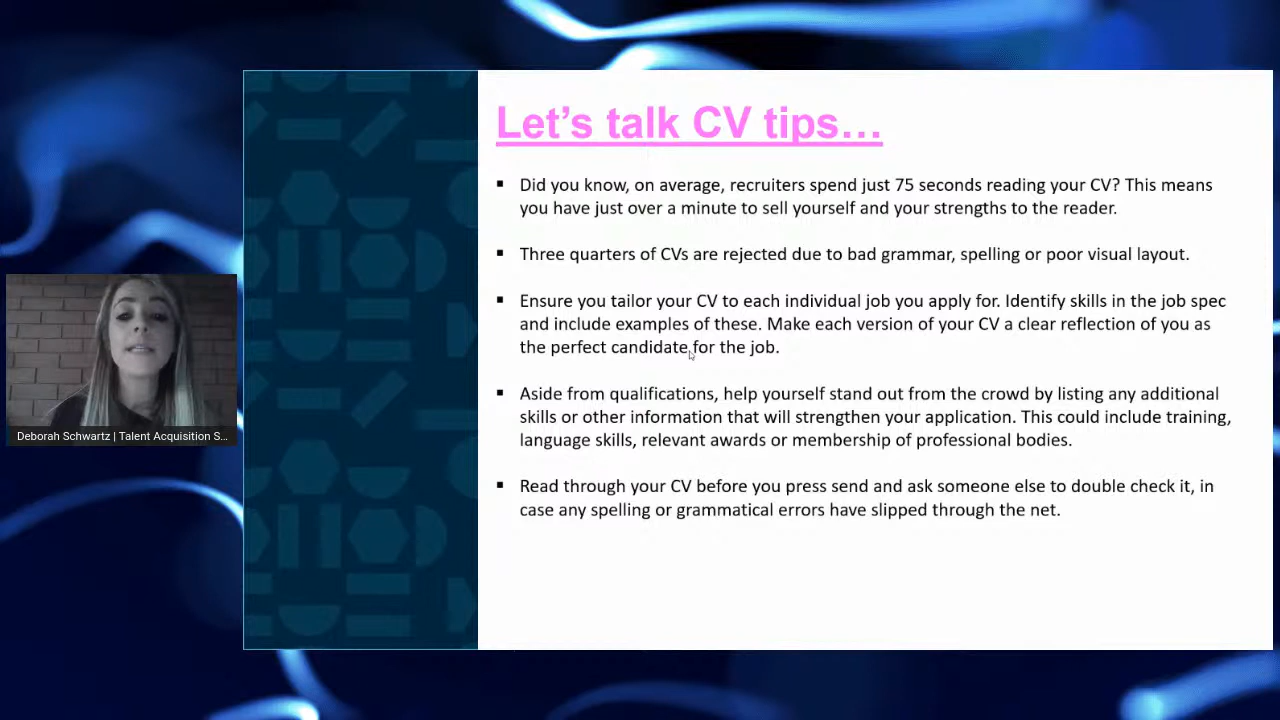 Let's talk CV tips…
Did you know, on average, recruiters spend just 75 seconds reading your CV? This means
you have just over a minute to sell yourself and your strengths to the reader.
Three quarters of CVs are rejected due to bad grammar, spelling or poor visual layout.
Ensure you tailor your CV to each individual job you apply for. Identify skills in the job spec
and include examples of these. Make each version of your CV a clear reflection of you as
the perfect candidate for the job.
Aside from qualifications, help yourself stand out from the crowd by listing any additional
skills or other information that will strengthen your application. This could include training,
language skills, relevant awards or membership of professional bodies.
Read through your CV before you press send and ask someone else to double check it, in
case any spelling or grammatical errors have slipped through the net.
Deborah Schwartz | Talent Acquisition S...